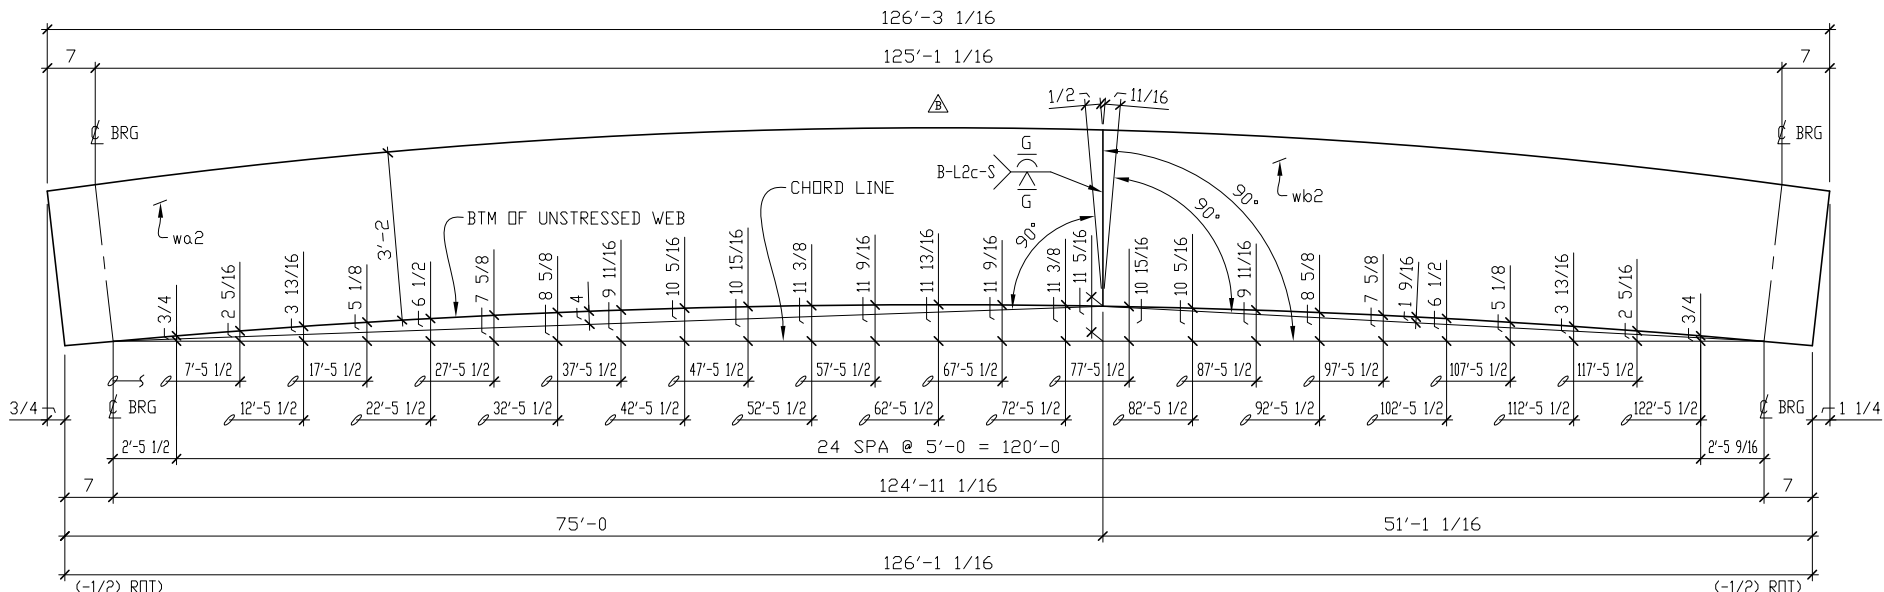 126'-3 1/16
7 125'-1 1/16 7
1/2 11/16
B
℄ BRG ℄ BRG
G
B-L2c-S
G
CHORD LINE
90°
90°
90°
wb2
BTM OF UNSTRESSED WEB
wa2
3'-2
3/4 2 5/16 3 13/16 5 1/8 6 1/2 7 5/8 8 5/8 4 9 11/16 10 5/16 10 15/16 11 3/8 11 9/16 11 13/16 11 9/16 11 3/8 11 5/16 10 15/16 10 5/16 9 11/16 8 5/8 7 5/8 1 9/16 6 1/2 5 1/8 3 13/16 2 5/16 3/4
7'-5 1/2 17'-5 1/2 27'-5 1/2 37'-5 1/2 47'-5 1/2 57'-5 1/2 67'-5 1/2 77'-5 1/2 87'-5 1/2 97'-5 1/2 107'-5 1/2 117'-5 1/2
3/4 ℄ BRG 12'-5 1/2 22'-5 1/2 32'-5 1/2 42'-5 1/2 52'-5 1/2 62'-5 1/2 72'-5 1/2 82'-5 1/2 92'-5 1/2 102'-5 1/2 112'-5 1/2 122'-5 1/2 ℄ BRG 1 1/4
2'-5 1/2 24 SPA @ 5'-0 = 120'-0 2'-5 9/16
7 124'-11 1/16 7
75'-0 51'-1 1/16
126'-1 1/16
(-1/2) ROT) (-1/2) ROT)